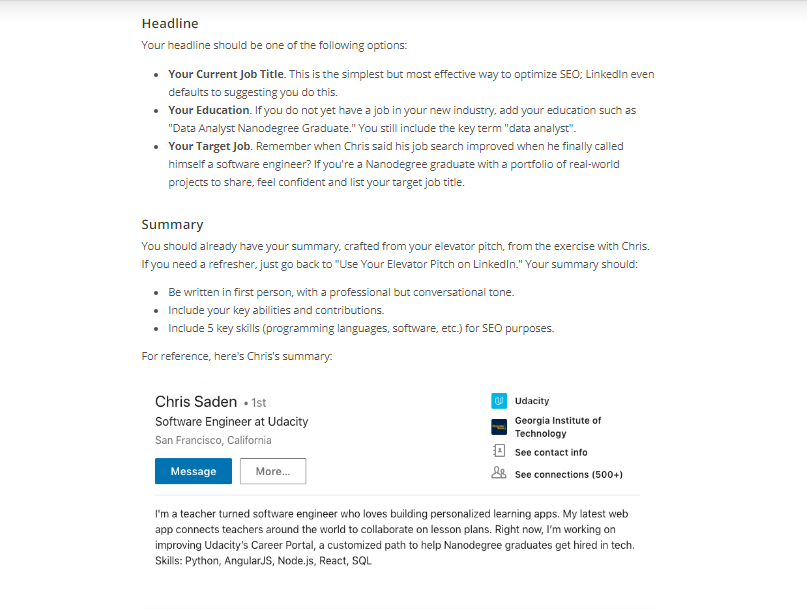 Headline
Your headline should be one of the following options:
Your Current Job Title. This is the simplest but most effective way to optimize SEO; LinkedIn even
defaults to suggesting you do this.
Your Education. If you do not yet have a job in your new industry, add your education such as
"Data Analyst Nanodegree Graduate." You still include the key term "data analyst".
Your Target Job. Remember when Chris said his job search improved when he finally called
himself a software engineer? If you're a Nanodegree graduate with a portfolio of real-world
projects to share, feel confident and list your target job title.
Summary
You should already have your summary, crafted from your elevator pitch, from the exercise with Chris.
If you need a refresher, just go back to "Use Your Elevator Pitch on LinkedIn." Your summary should:
Be written in first person, with a professional but conversational tone.
Include your key abilities and contributions.
Include 5 key skills (programming languages, software, etc.) for SEO purposes.
For reference, here's Chris's summary:
Chris Saden • 1st
Software Engineer at Udacity
San Francisco, California
Message More...
Udacity
Georgia Institute of
Technology
See contact info
See connections (500+)
I'm a teacher turned software engineer who loves building personalized learning apps. My latest web
app connects teachers around the world to collaborate on lesson plans. Right now, I'm working on
improving Udacity's Career Portal, a customized path to help Nanodegree graduates get hired in tech.
Skills: Python, AngularJS, Node.js, React, SQL